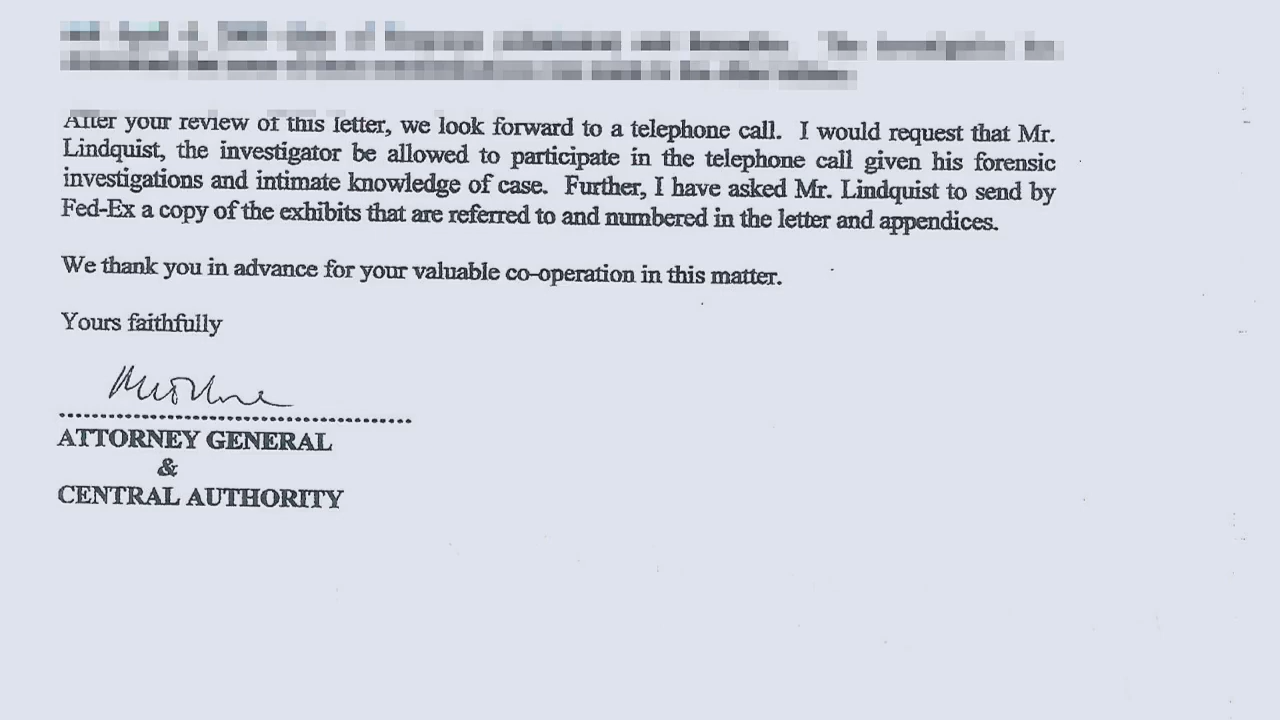 After your review of this letter, we look forward to a telephone call. I would request that Mr.
Lindquist, the investigator be allowed to participate in the telephone call given his forensic
investigations and intimate knowledge of case. Further, I have asked Mr. Lindquist to send by
Fed-Ex a copy of the exhibits that are referred to and numbered in the letter and appendices.
We thank you in advance for your valuable co-operation in this matter.
Yours faithfully
ATTORNEY GENERAL
&
CENTRAL AUTHORITY